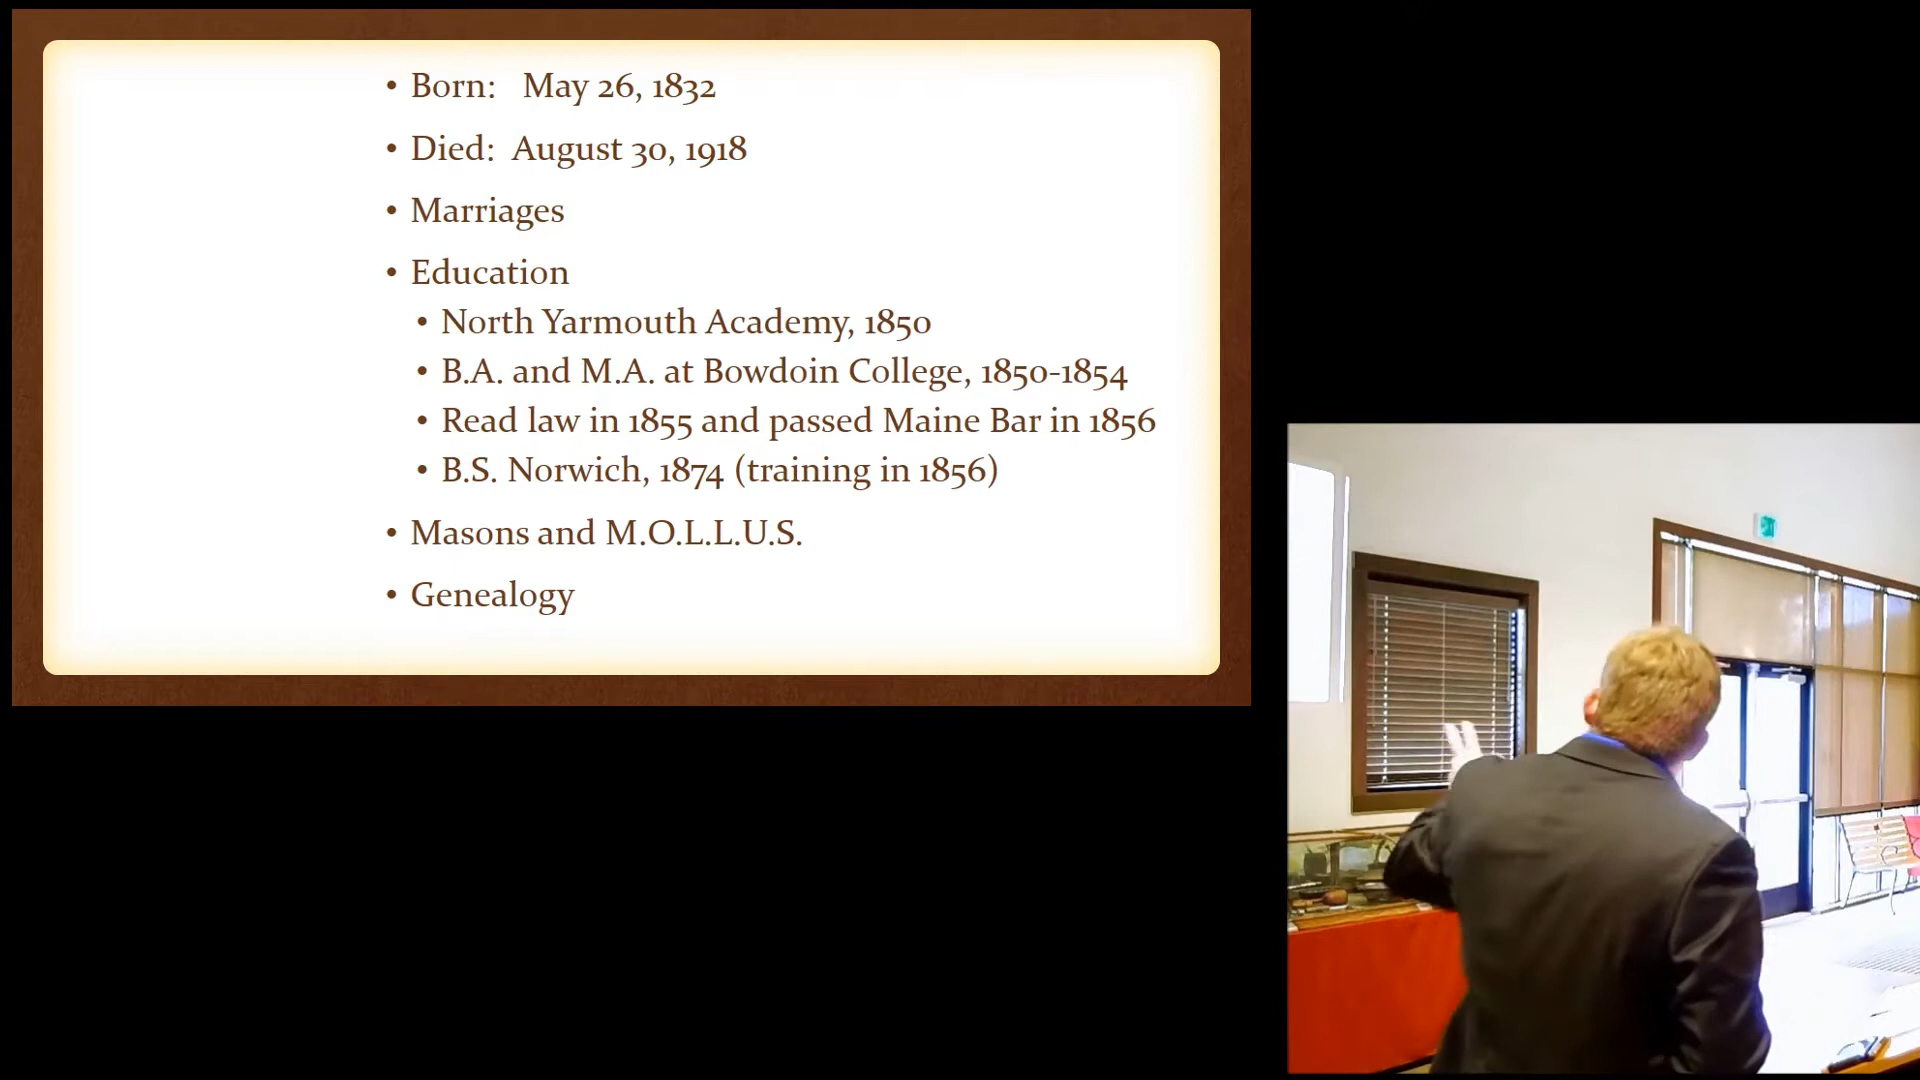 • Born: May 26, 1832
• Died: August 30, 1918
• Marriages
• Education
• North Yarmouth Academy, 1850
• B.A. and M.A. at Bowdoin College, 1850-1854
• Read law in 1855 and passed Maine Bar in 1856
• B.S. Norwich, 1874 (training in 1856)
• Masons and M.O.L.L.U.S.
• Genealogy
EXIT